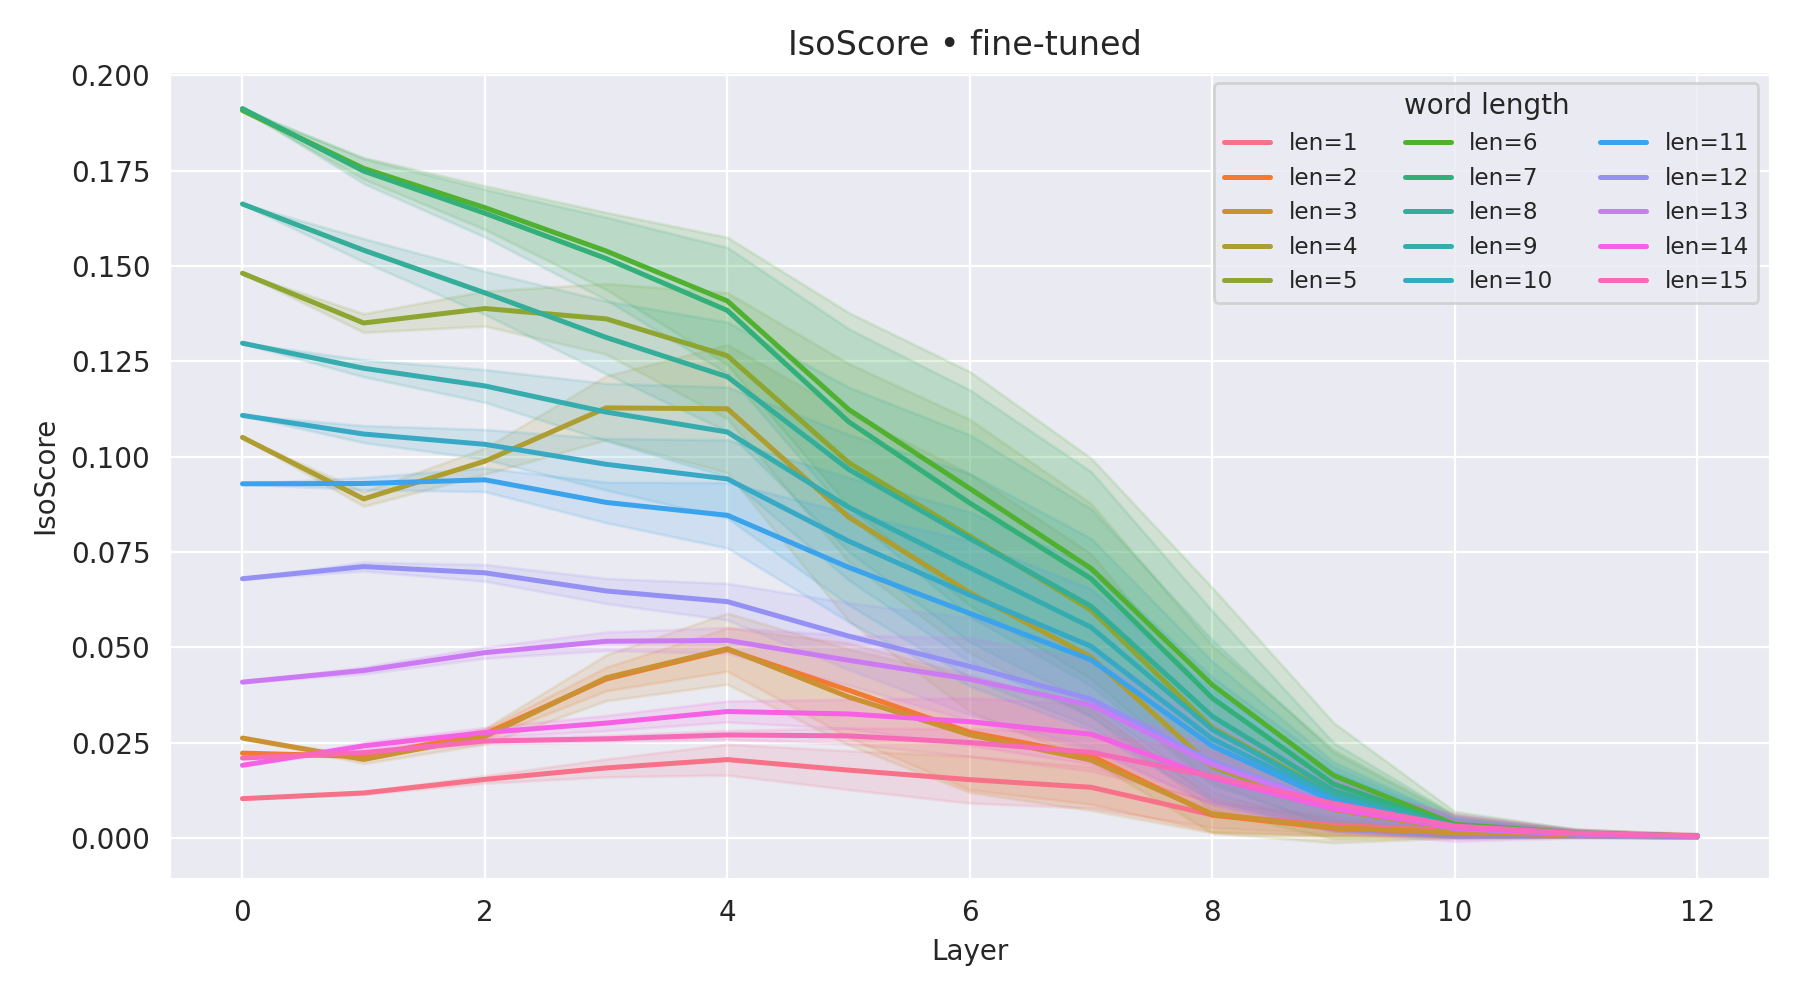 IsoScore • fine-tuned
0.200
0.175
0.150
0.125
0.100
0.075
0.050
0.025
0.000
IsoScore
word length
len=1 len=6 len=11
len=2 len=7 len=12
len=3 len=8 len=13
len=4 len=9 len=14
len=5 len=10 len=15
0 2 4 6 8 10 12
Layer